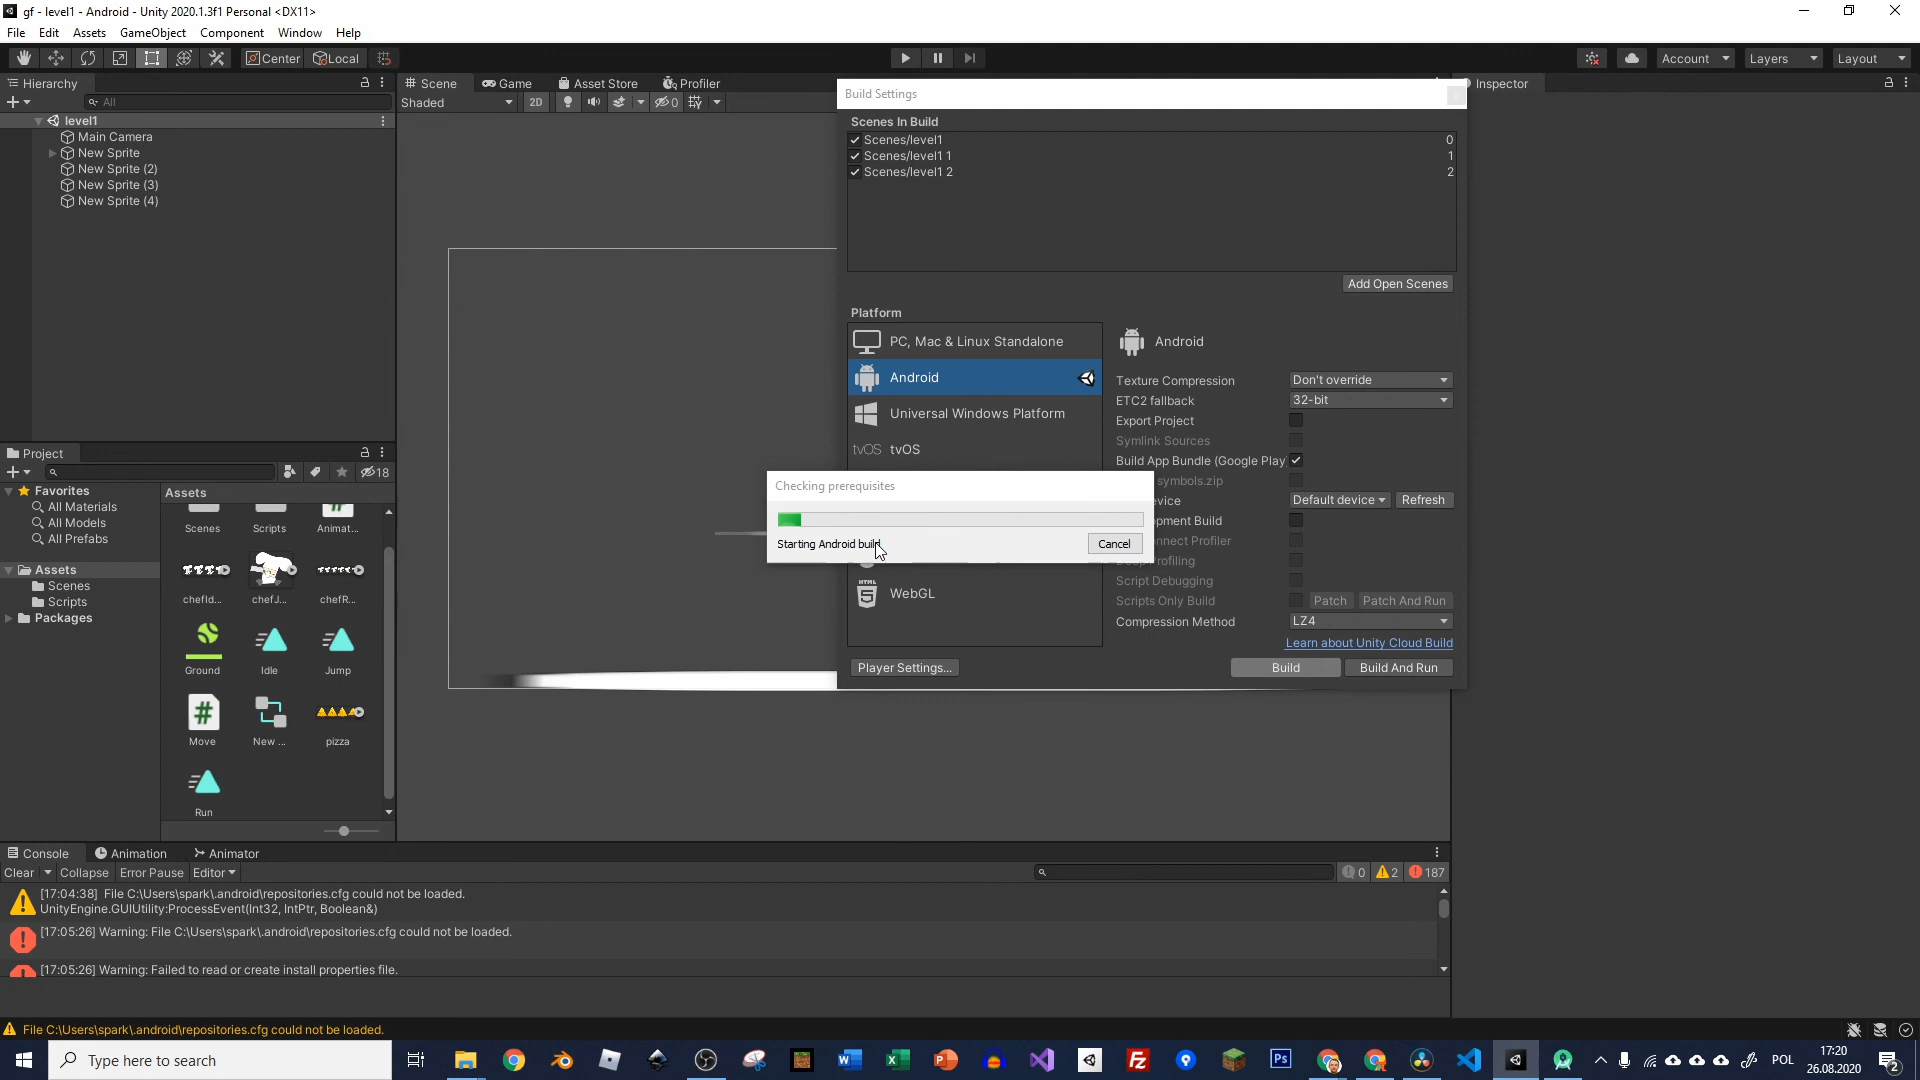 gf - level1 - Android - Unity 2020.1.3f1 Personal <DX11>
File Edit Assets GameObject Component Window Help
Center Local
Account Layers Layout
Hierarchy
Scene Game Asset Store Profiler
Inspector
All
Shaded 2D 0
level1
Main Camera
New Sprite
New Sprite (2)
New Sprite (3)
New Sprite (4)
Build Settings
Scenes In Build
Scenes/level1 0
Scenes/level1 1 1
Scenes/level1 2 2
Add Open Scenes
Platform
PC, Mac & Linux Standalone
Android
Universal Windows Platform
tvOS tvOS
HTML
WebGL
Android
Texture Compression Don't override
ETC2 fallback 32-bit
Export Project
Symlink Sources
Build App Bundle (Google Play
symbols.zip
evice Default device Refresh
opment Build
nnect Profiler
Profiling
Script Debugging
Scripts Only Build Patch Patch And Run
Compression Method LZ4
Learn about Unity Cloud Build
Player Settings... Build Build And Run
Checking prerequisites
Starting Android build
Cancel
Project
18
Favorites
All Materials
All Models
All Prefabs
Assets
Scenes
Scripts
Packages
Assets
Scenes Scripts Animat...
chefId... chefJ... chefR...
Ground Idle Jump
Move New ... pizza
Run
Console Animation Animator
Clear Collapse Error Pause Editor
0 2 187
[17:04:38] File C:\Users\spark\.android\repositories.cfg could not be loaded.
UnityEngine.GUIUtility:ProcessEvent(Int32, IntPtr, Boolean&)
[17:05:26] Warning: File C:\Users\spark\.android\repositories.cfg could not be loaded.
[17:05:26] Warning: Failed to read or create install properties file.
File C:\Users\spark\.android\repositories.cfg could not be loaded.
Type here to search
POL
17:20
26.08.2020
2